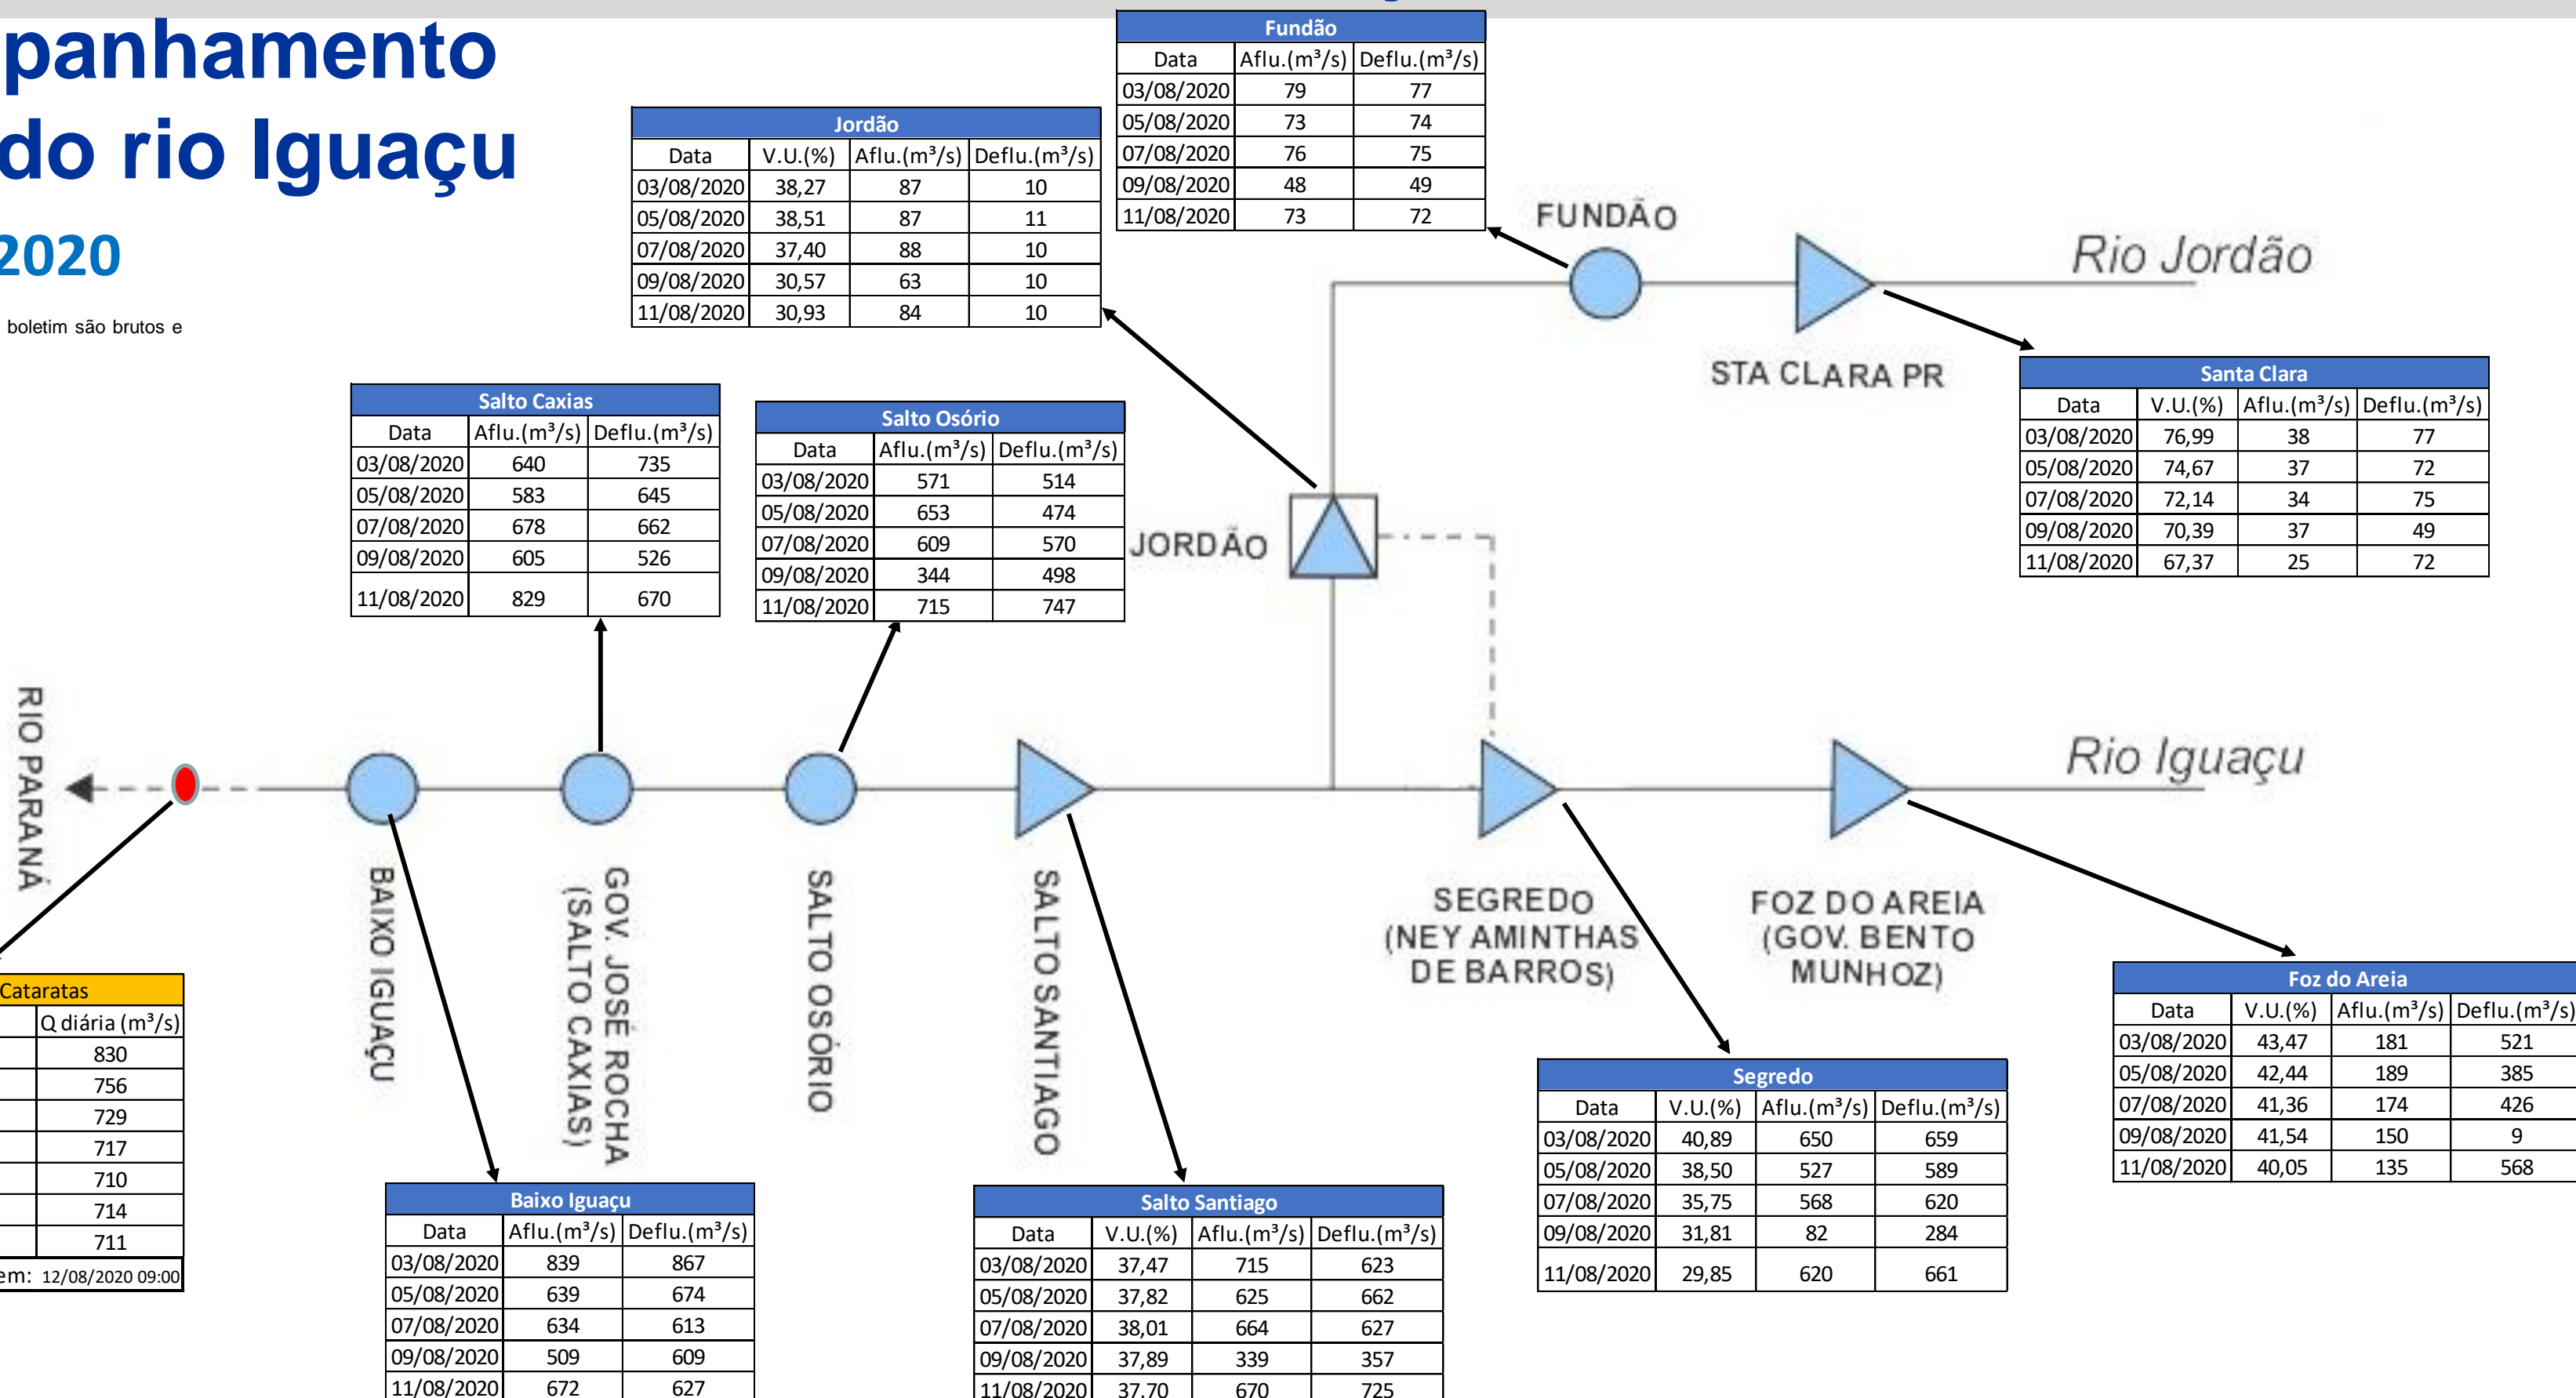 panhamento
do rio Iguaçu
2020
boletim são brutos e
Fundão
Data Aflu.(m³/s) Deflu.(m³/s)
03/08/2020 79 77
05/08/2020 73 74
07/08/2020 76 75
09/08/2020 48 49
11/08/2020 73 72
Jordão
Data V.U.(%) Aflu.(m³/s) Deflu.(m³/s)
03/08/2020 38,27 87 10
05/08/2020 38,51 87 11
07/08/2020 37,40 88 10
09/08/2020 30,57 63 10
11/08/2020 30,93 84 10
FUNDÃO
Rio Jordão
STA CLARA PR
Santa Clara
Data V.U.(%) Aflu.(m³/s) Deflu.(m³/s)
03/08/2020 76,99 38 77
05/08/2020 74,67 37 72
07/08/2020 72,14 34 75
09/08/2020 70,39 37 49
11/08/2020 67,37 25 72
Salto Caxias
Data Aflu.(m³/s) Deflu.(m³/s)
03/08/2020 640 735
05/08/2020 583 645
07/08/2020 678 662
09/08/2020 605 526
11/08/2020 829 670
Salto Osório
Data Aflu.(m³/s) Deflu.(m³/s)
03/08/2020 571 514
05/08/2020 653 474
07/08/2020 609 570
09/08/2020 344 498
11/08/2020 715 747
JORDÃO
RIO PARANÁ
Rio Iguaçu
BAIXO IGUAÇU
GOV. JOSÉ ROCHA
(SALTO CAXIAS)
SALTO OSÓRIO
SALTO SANTIAGO
SEGREDO
(NEY AMINTHAS
DE BARROS)
FOZ DO AREIA
(GOV. BENTO
MUNHOZ)
Cataratas
Q diária (m³/s)
830
756
729
717
710
714
711
em: 12/08/2020 09:00
Baixo Iguaçu
Data Aflu.(m³/s) Deflu.(m³/s)
03/08/2020 839 867
05/08/2020 639 674
07/08/2020 634 613
09/08/2020 509 609
11/08/2020 672 627
Salto Santiago
Data V.U.(%) Aflu.(m³/s) Deflu.(m³/s)
03/08/2020 37,47 715 623
05/08/2020 37,82 625 662
07/08/2020 38,01 664 627
09/08/2020 37,89 339 357
11/08/2020 37,70 670 725
Segredo
Data V.U.(%) Aflu.(m³/s) Deflu.(m³/s)
03/08/2020 40,89 650 659
05/08/2020 38,50 527 589
07/08/2020 35,75 568 620
09/08/2020 31,81 82 284
11/08/2020 29,85 620 661
Foz do Areia
Data V.U.(%) Aflu.(m³/s) Deflu.(m³/s)
03/08/2020 43,47 181 521
05/08/2020 42,44 189 385
07/08/2020 41,36 174 426
09/08/2020 41,54 150 9
11/08/2020 40,05 135 568